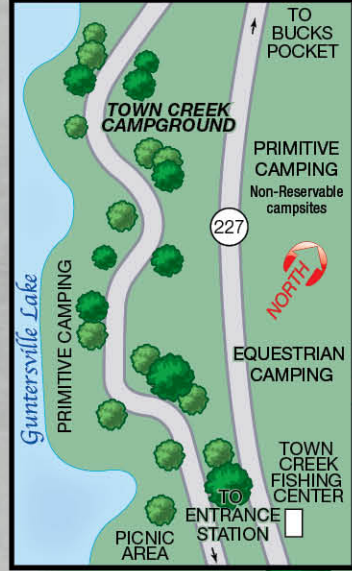 TO
BUCKS
POCKET
TOWN CREEK
CAMPGROUND
PRIMITIVE
CAMPING
Non-Reservable
campsites
227
NORTH
Guntersville Lake
PRIMITIVE CAMPING
EQUESTRIAN
CAMPING
TOWN
CREEK
FISHING
CENTER
TO
ENTRANCE
STATION
PICNIC
AREA